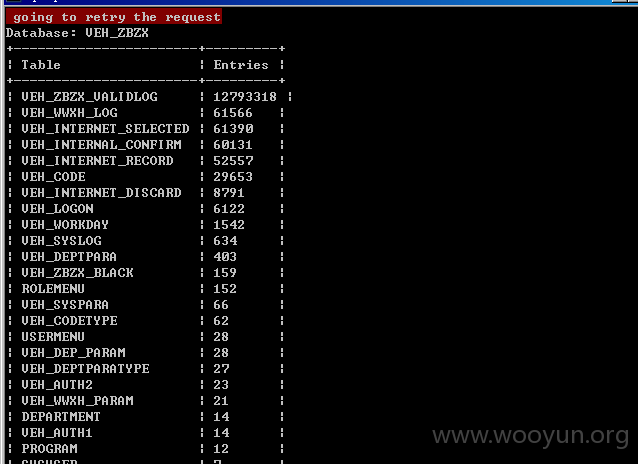 going to retry the request
Database: VEH_ZBZX
+-----------------------+----------+
| Table | Entries |
+-----------------------+----------+
| VEH_ZBZX_VALIDLOG | 12793318 |
| VEH_WWXH_LOG | 61566 |
| VEH_INTERNET_SELECTED | 61390 |
| VEH_INTERNAL_CONFIRM | 60131 |
| VEH_INTERNET_RECORD | 52557 |
| VEH_CODE | 29653 |
| VEH_INTERNET_DISCARD | 8791 |
| VEH_LOGON | 6122 |
| VEH_WORKDAY | 1542 |
| VEH_SYSLOG | 634 |
| VEH_DEPTPARA | 403 |
| VEH_ZBZX_BLACK | 159 |
| ROLEMENU | 152 |
| VEH_SYSPARA | 66 |
| VEH_CODETYPE | 62 |
| USERMENU | 28 |
| VEH_DEP_PARAM | 28 |
| VEH_DEPTPARATYPE | 27 |
| VEH_AUTH2 | 23 |
| VEH_WWXH_PARAM | 21 |
| DEPARTMENT | 14 |
| VEH_AUTH1 | 14 |
| PROGRAM | 12 |
www.wooyun.org